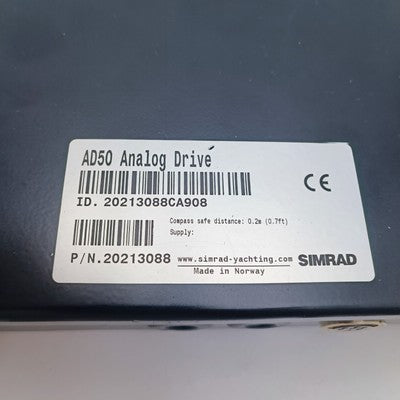 AD50 Analog Drive
ID. 20213088CA908
CE
Compass safe distance: 0.2m (0.7ft)
Supply:
P/N.20213088
www.simrad-yachting.com
Made in Norway
SIMRAD